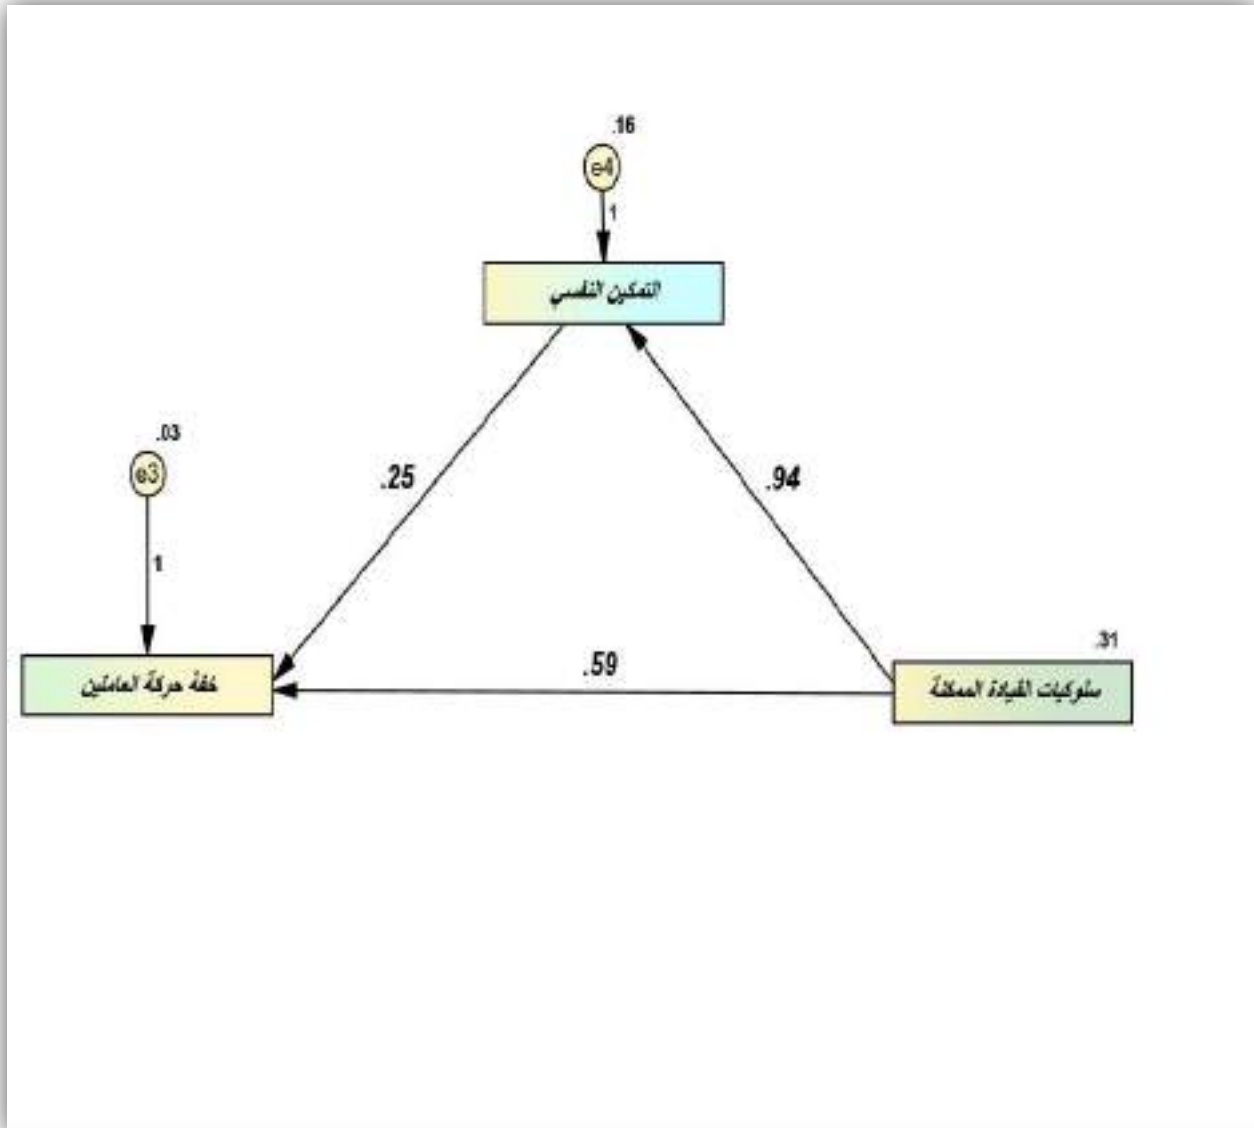 .16
e4
1
التمكين النفسي
.03
e3
.25
.94
1
.59
.31
خفة حركة العاملين
سلوكيات القيادة الممكنة